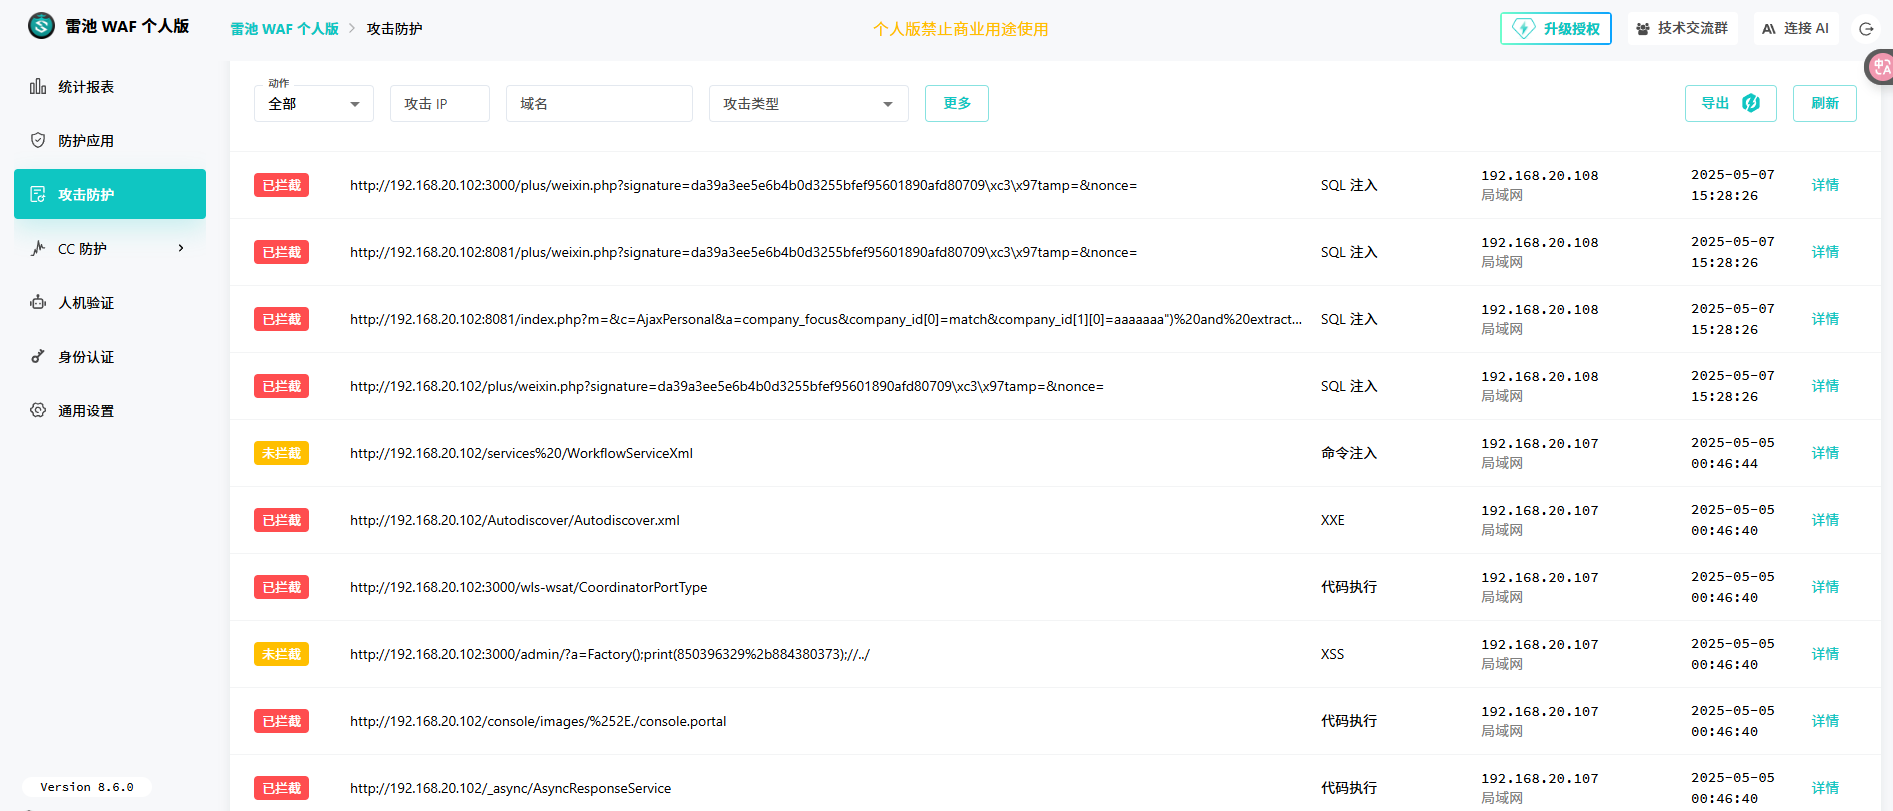 雷池 WAF 个人版
雷池 WAF 个人版 > 攻击防护
个人版禁止商业用途使用
升级授权
技术交流群
连接 AI
统计报表
防护应用
攻击防护
CC 防护
人机验证
身份认证
通用设置
Version 8.6.0
动作
全部
攻击 IP
域名
攻击类型
更多
导出
刷新
已拦截 http://192.168.20.102:3000/plus/weixin.php?signature=da39a3ee5e6b4b0d3255bfef95601890afd80709\xc3\x97tamp=&nonce= SQL 注入 192.168.20.108 2025-05-07 详情
局域网 15:28:26
已拦截 http://192.168.20.102:8081/plus/weixin.php?signature=da39a3ee5e6b4b0d3255bfef95601890afd80709\xc3\x97tamp=&nonce= SQL 注入 192.168.20.108 2025-05-07 详情
局域网 15:28:26
已拦截 http://192.168.20.102:8081/index.php?m=&c=AjaxPersonal&a=company_focus&company_id[0]=match&company_id[1][0]=aaaaaaa")%20and%20extract... SQL 注入 192.168.20.108 2025-05-07 详情
局域网 15:28:26
已拦截 http://192.168.20.102/plus/weixin.php?signature=da39a3ee5e6b4b0d3255bfef95601890afd80709\xc3\x97tamp=&nonce= SQL 注入 192.168.20.108 2025-05-07 详情
局域网 15:28:26
未拦截 http://192.168.20.102/services%20/WorkflowServiceXml 命令注入 192.168.20.107 2025-05-05 详情
局域网 00:46:44
已拦截 http://192.168.20.102/Autodiscover/Autodiscover.xml XXE 192.168.20.107 2025-05-05 详情
局域网 00:46:40
已拦截 http://192.168.20.102:3000/wls-wsat/CoordinatorPortType 代码执行 192.168.20.107 2025-05-05 详情
局域网 00:46:40
未拦截 http://192.168.20.102:3000/admin/?a=Factory();print(850396329%2b884380373);//../ XSS 192.168.20.107 2025-05-05 详情
局域网 00:46:40
已拦截 http://192.168.20.102/console/images/%252E./console.portal 代码执行 192.168.20.107 2025-05-05 详情
局域网 00:46:40
已拦截 http://192.168.20.102/_async/AsyncResponseService 代码执行 192.168.20.107 2025-05-05 详情
局域网 00:46:40